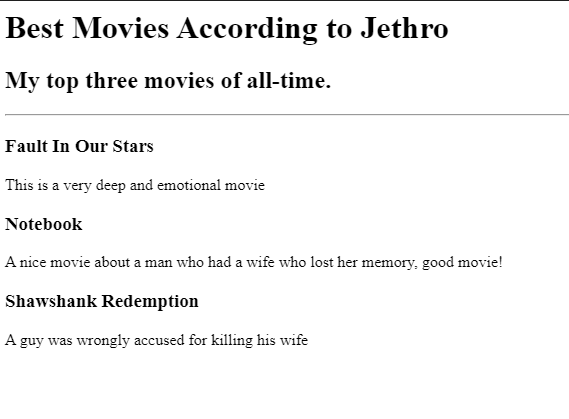 Best Movies According to Jethro
My top three movies of all-time.
Fault In Our Stars
This is a very deep and emotional movie
Notebook
A nice movie about a man who had a wife who lost her memory, good movie!
Shawshank Redemption
A guy was wrongly accused for killing his wife